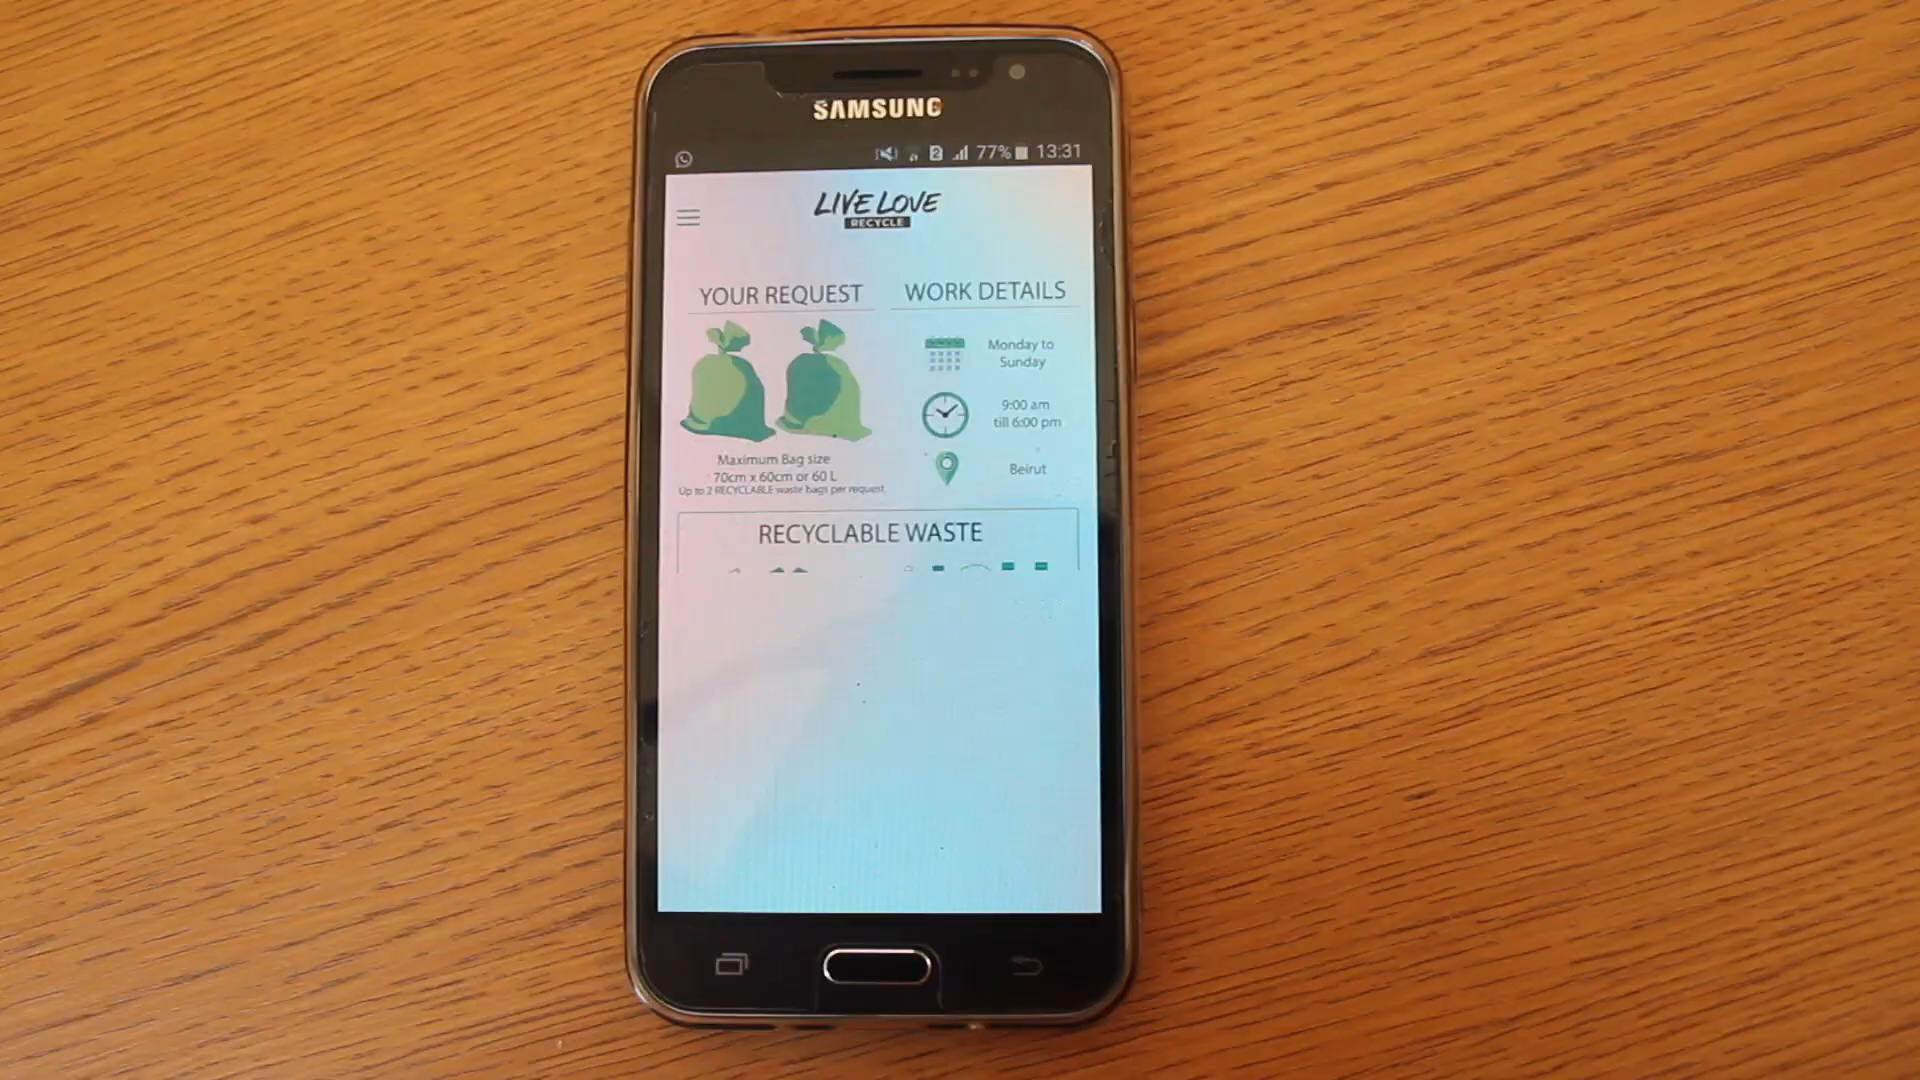 SAMSUNG
2 77% 13:31
LIVE LOVE
RECYCLE
YOUR REQUEST
WORK DETAILS
Monday to
Sunday
9:00 am
till 6:00 pm
Beirut
Maximum Bag size
70cm x 60cm or 60 L
Up to 2 RECYCLABLE waste bags per request
RECYCLABLE WASTE